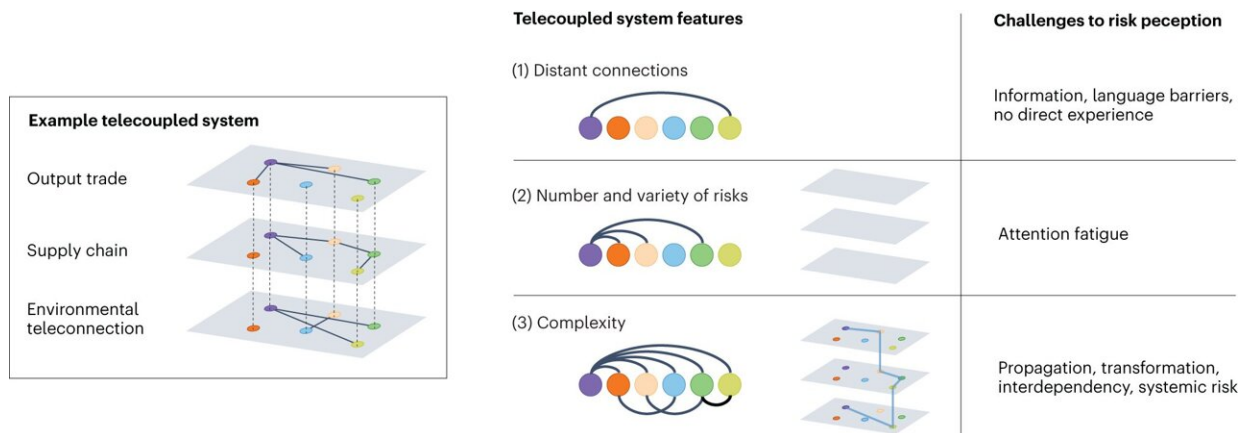 Example telecoupled system
Output trade
Supply chain
Environmental
teleconnection
Telecoupled system features
Challenges to risk peception
(1) Distant connections
Information, language barriers,
no direct experience
(2) Number and variety of risks
Attention fatigue
(3) Complexity
Propagation, transformation,
interdependency, systemic risk